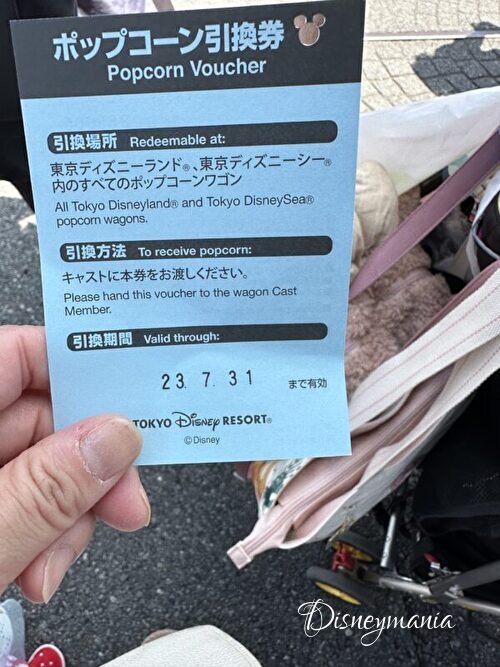 ポップコーン引換券
Popcorn Voucher
引換場所 Redeemable at:
東京ディズニーランド®、東京ディズニーシー®
内のすべてのポップコーンワゴン
All Tokyo Disneyland® and Tokyo DisneySea®
popcorn wagons.
引換方法 To receive popcorn:
キャストに本券をお渡しください。
Please hand this voucher to the wagon Cast
Member.
引換期間 Valid through:
23. 7. 31 まで有効
TOKYO Disney RESORT®
©Disney
Disneymania